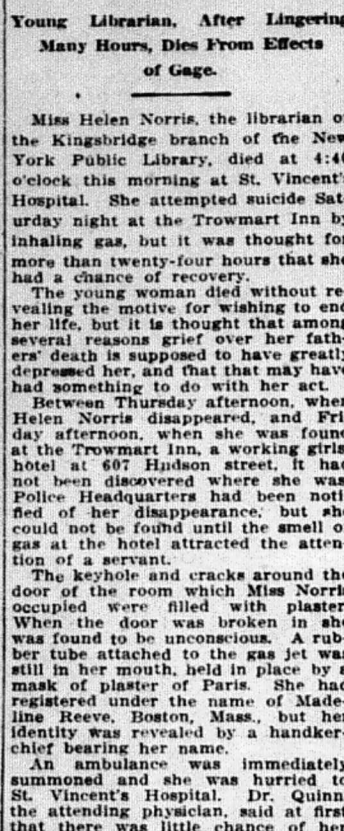 Young Librarian, After Lingering
Many Hours, Dies From Effects
of Gage.
Miss Helen Norris, the librarian o
the Kingsbridge branch of the New
York Public Library, died at 4:40
o'clock this morning at St. Vincent's
Hospital. She attempted suicide Sat-
urday night at the Trowmart Inn by
inhaling gas, but it was thought for
more than twenty-four hours that she
had a chance of recovery.
The young woman died without re-
vealing the motive for wishing to end
her life, but it is thought that among
several reasons grief over her fath-
ers' death is supposed to have greatly
depressed her, and that that may have
had something to do with her act.
Between Thursday afternoon, when
Helen Norris disappeared, and Fri-
day afternoon, when she was found
at the Trowmart Inn, a working girls'
hotel at 607 Hudson street, it had
not been discovered where she was
Police Headquarters had been noti-
fied of her disappearance, but she
could not be found until the smell of
gas at the hotel attracted the atten-
tion of a servant.
The keyhole and cracks around the
door of the room which Miss Norris
occupied were filled with plaster.
When the door was broken in she
was found to be unconscious. A rub-
ber tube attached to the gas jet was
still in her mouth, held in place by a
mask of plaster of Paris. She had
registered under the name of Made-
line Reeve, Boston, Mass., but her
identity was revealed by a handker-
chief bearing her name.
An ambulance was immediately
summoned and she was hurried to
St. Vincent's Hospital. Dr. Quinn,
the attending physician, said at first
that there was little chance of her